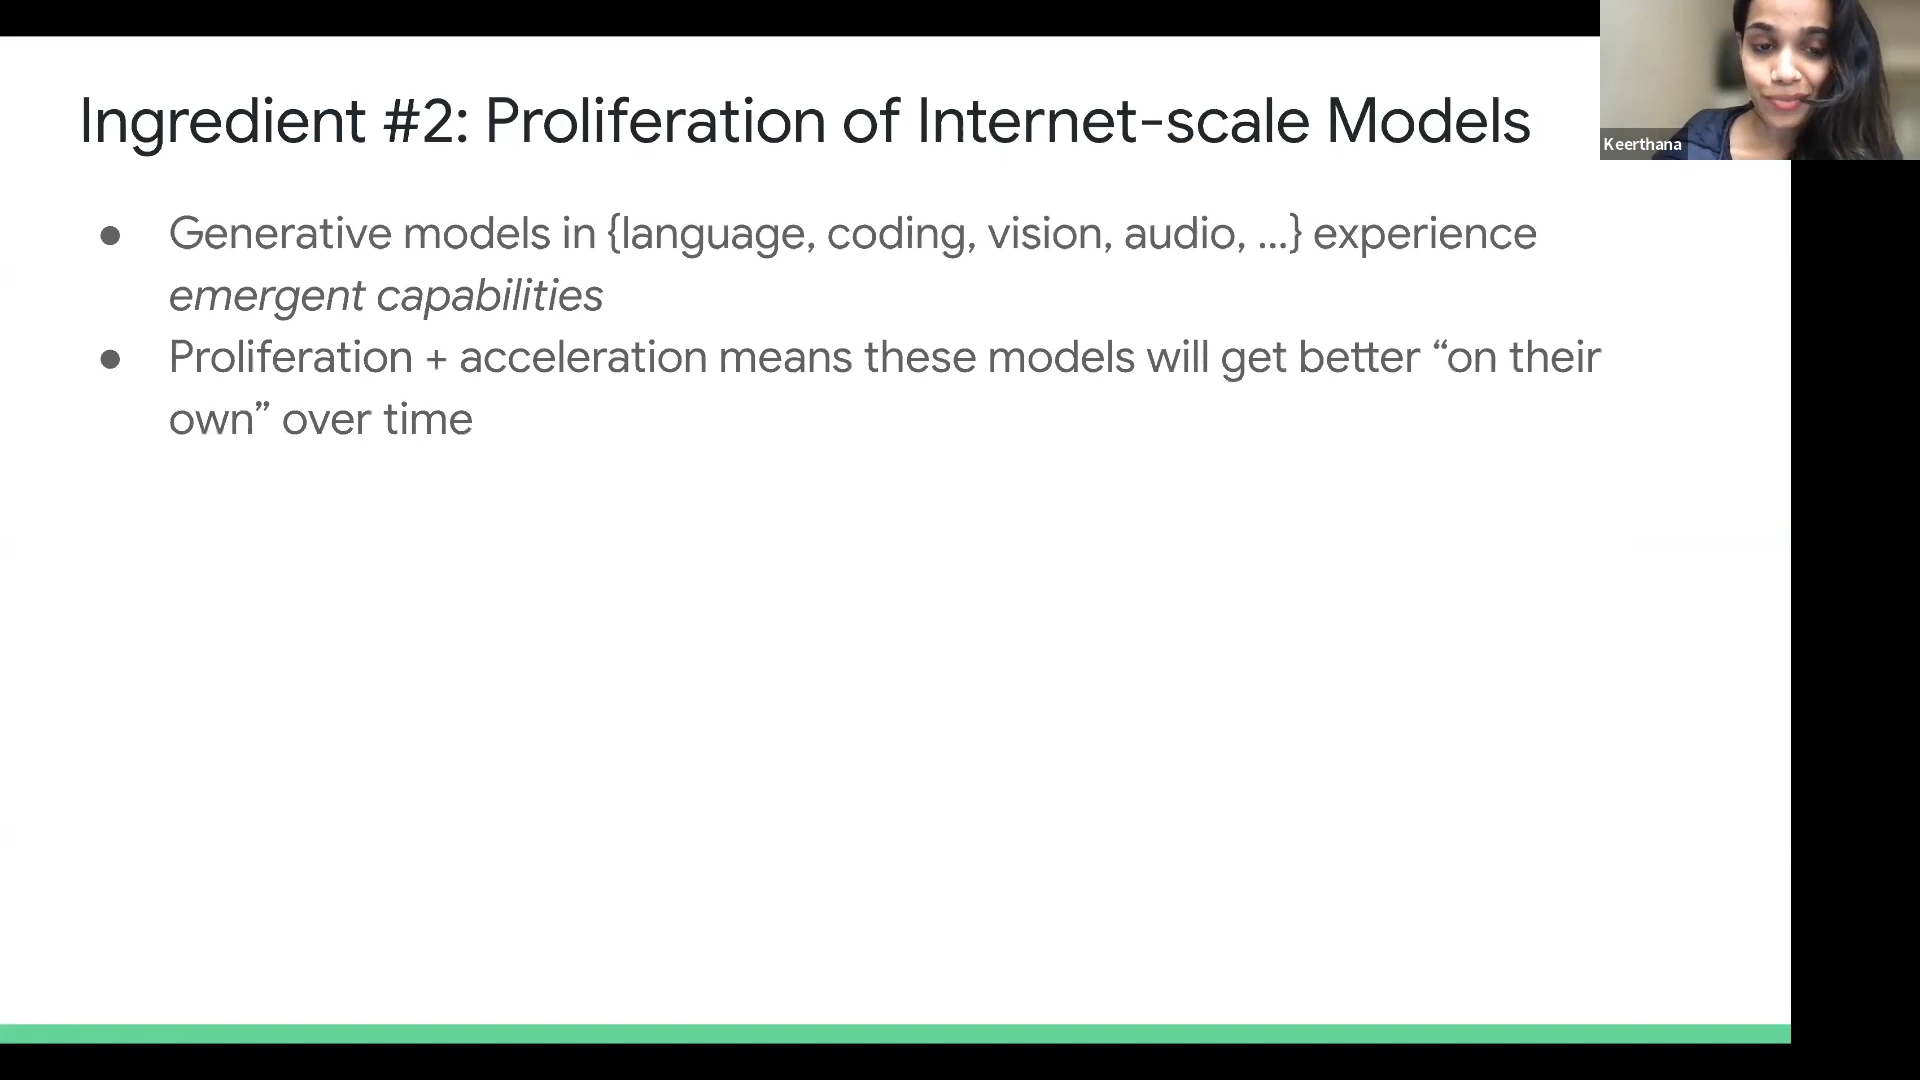 Ingredient #2: Proliferation of Internet-scale Models
Keerthana
● Generative models in {language, coding, vision, audio, ...} experience
emergent capabilities
● Proliferation + acceleration means these models will get better “on their
own” over time